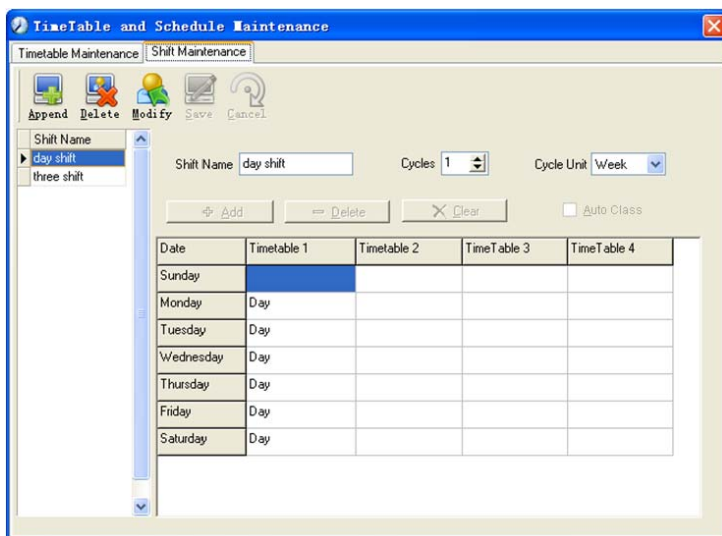 TimeTable and Schedule Maintenance
Timetable Maintenance Shift Maintenance
Append Delete Modify Save Cancel
Shift Name
day shift
three shift
Shift Name day shift Cycles 1 Cycle Unit Week
Add Delete Clear Auto Class
Date Timetable 1 Timetable 2 TimeTable 3 TimeTable 4
Sunday
Monday Day
Tuesday Day
Wednesday Day
Thursday Day
Friday Day
Saturday Day